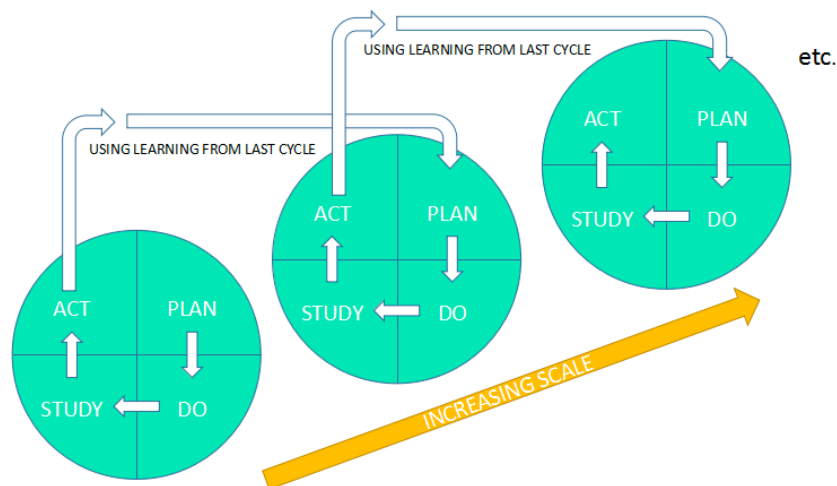 USING LEARNING FROM LAST CYCLE
etc.
ACT PLAN
STUDY DO
USING LEARNING FROM LAST CYCLE
ACT PLAN
STUDY DO
ACT PLAN
STUDY DO
INCREASING SCALE